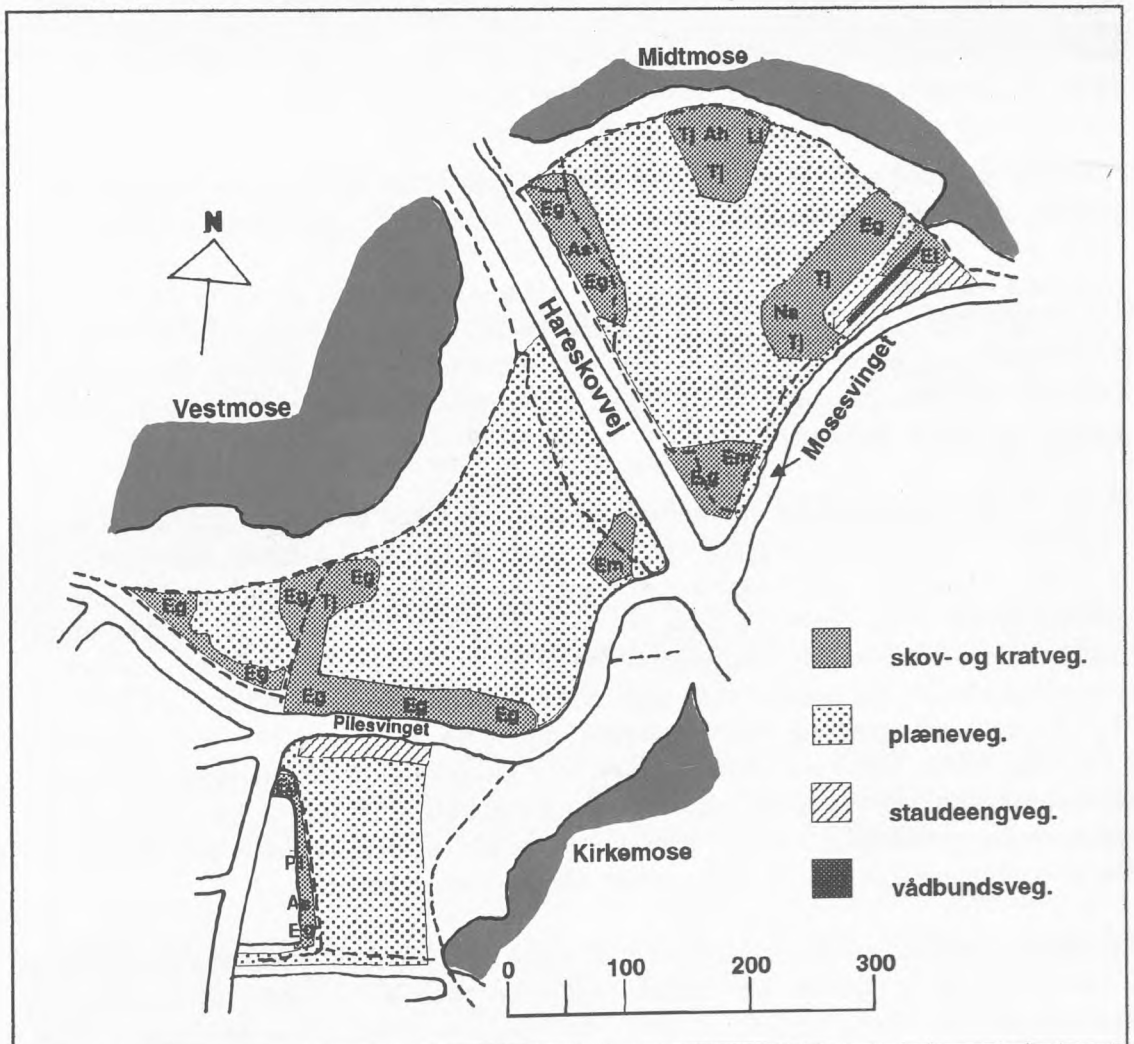 Midtmose
Tj Ah Li
Tj
N
Eg
As
Eg
Eg
El
Tj
Na
Tj
Hareskovvej
Mosesvinget
Vestmose
Em
Eg
Em
Eg
Eg
Eg
Tj
Eg
Eg
Eg
Eg
Pilesvinget
Kirkemose
Eg
skov- og kratveg.
plæneveg.
staudeengveg.
vådbundsveg.
0 100 200 300